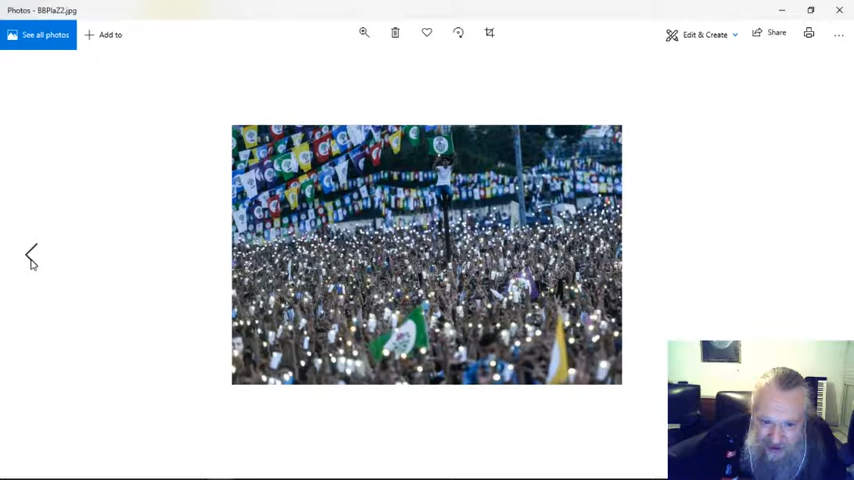 Photos - BBPlaZ2.jpg
See all photos
Add to
Edit & Create
Share